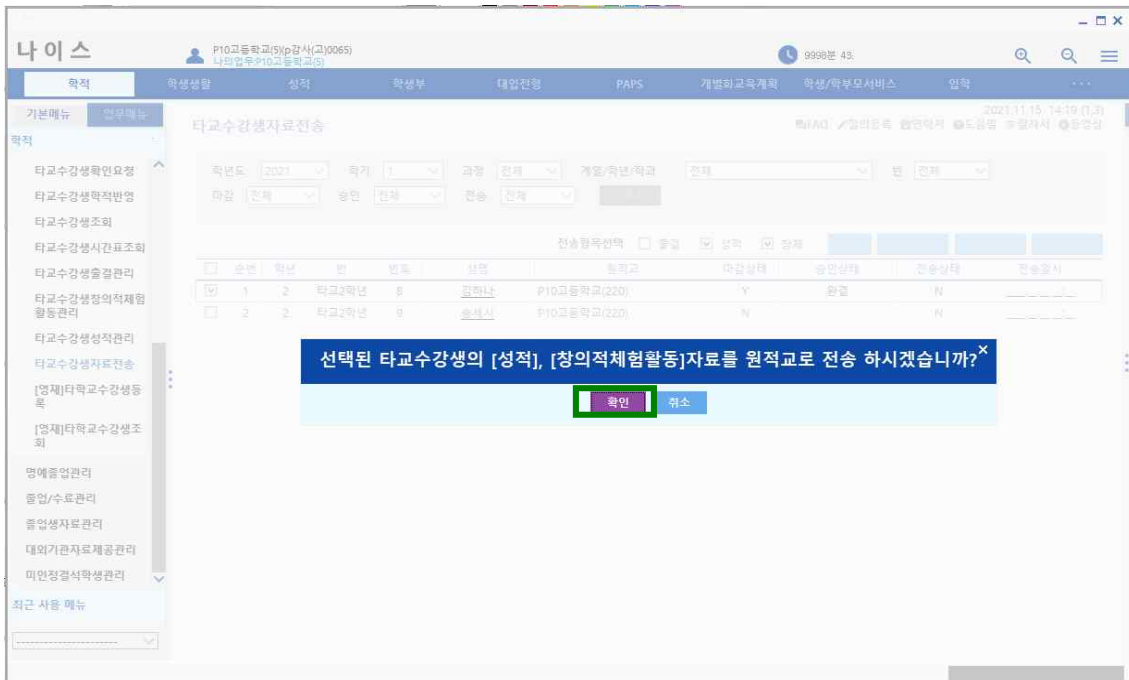 나이스
P10고등학교(5)(p강사(고)0065)
나의업무P10고등학교(5)
학적 학생생활 성적 학생부 대입전형 PAPS 개별화교육계획 학생/학부모서비스 입학
기본메뉴 업무메뉴
2021.11.15 14:19 (1,3)
학적
타교수강생자료전송
타교수강생확인요청
타교수강생학적반영
타교수강생조회
타교수강생시간표조회
타교수강생출결관리
타교수강생창의적체험
활동관리
타교수강생성적관리
타교수강생자료전송
[영재]타학교수강생등
록
[영재]타학교수강생조
회
명예졸업관리
졸업/수료관리
졸업생자료관리
대외기관자료제공관리
미인정결석학생관리
최근 사용 메뉴
학년도 2021 학기 1 과정 전체 계열/학년/학과 전체 반 전체
마감 전체 승인 전체 전송 전체
전송항목선택 출결 성적 창체
순번 학년 반 번호 성명 원적교 마감상태 승인상태 전송상태 전송일시
1 2 타교2학년 8 김하나 P10고등학교(220) Y 완결 N
2 2 타교2학년 9 송세시 P10고등학교(220) N N
선택된 타교수강생의 [성적], [창의적체험활동]자료를 원적교로 전송 하시겠습니까?
확인 취소